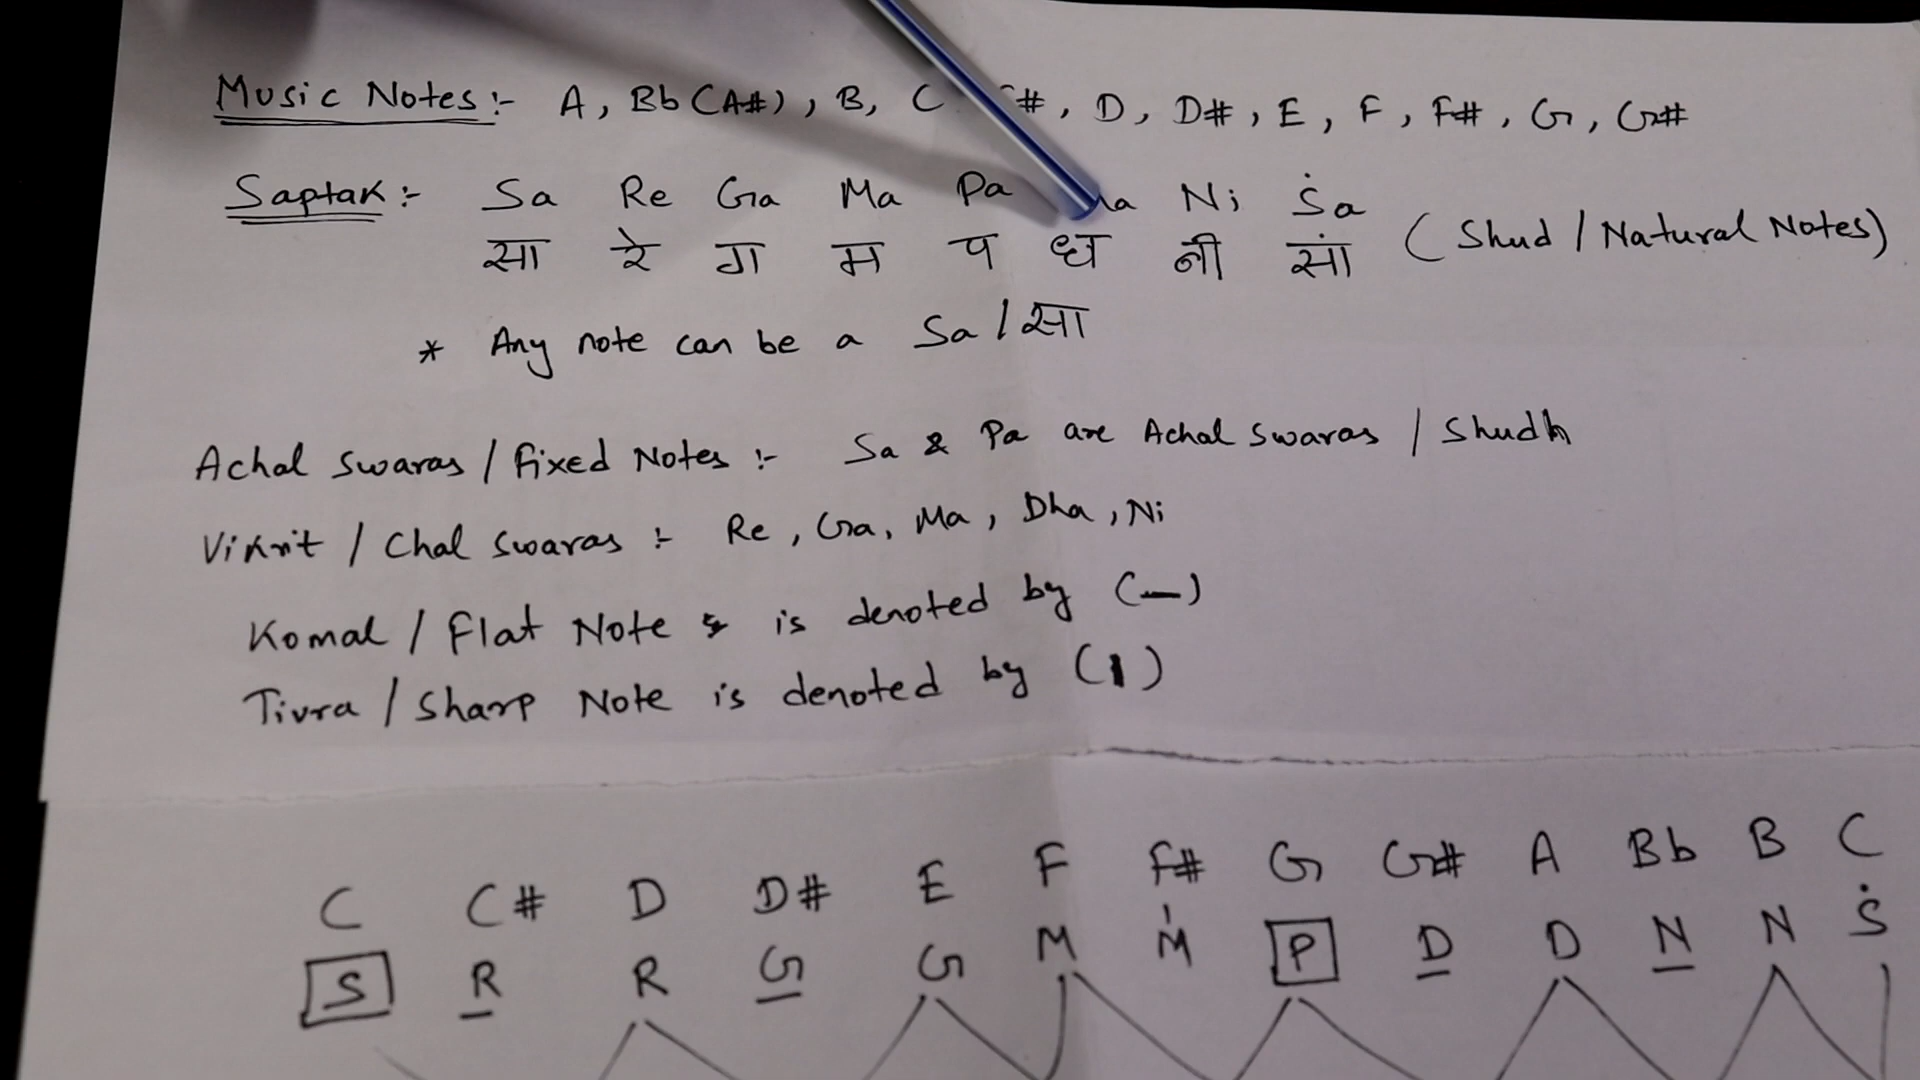 Music Notes :- A, Bb(A#), B, C #, D, D#, E, F, F#, G, G#
Saptak :- Sa Re Ga Ma Pa Ni Ṡa
सा रे ग म प ध नी सां (Shud / Natural Notes)
* Any note can be a Sa / सा
Achal Swaras / Fixed Notes :- Sa & Pa are Achal Swaras / Shudh
Vikrit / Chal Swaras :- Re, Ga, Ma, Dha, Ni
Komal / Flat Note is denoted by (—)
Tivra / Sharp Note is denoted by (।)
C C# D D# E F F# G G# A Bb B C
S R̲ R G̲ G M M̍ P D̲ D N̲ N Ṡ